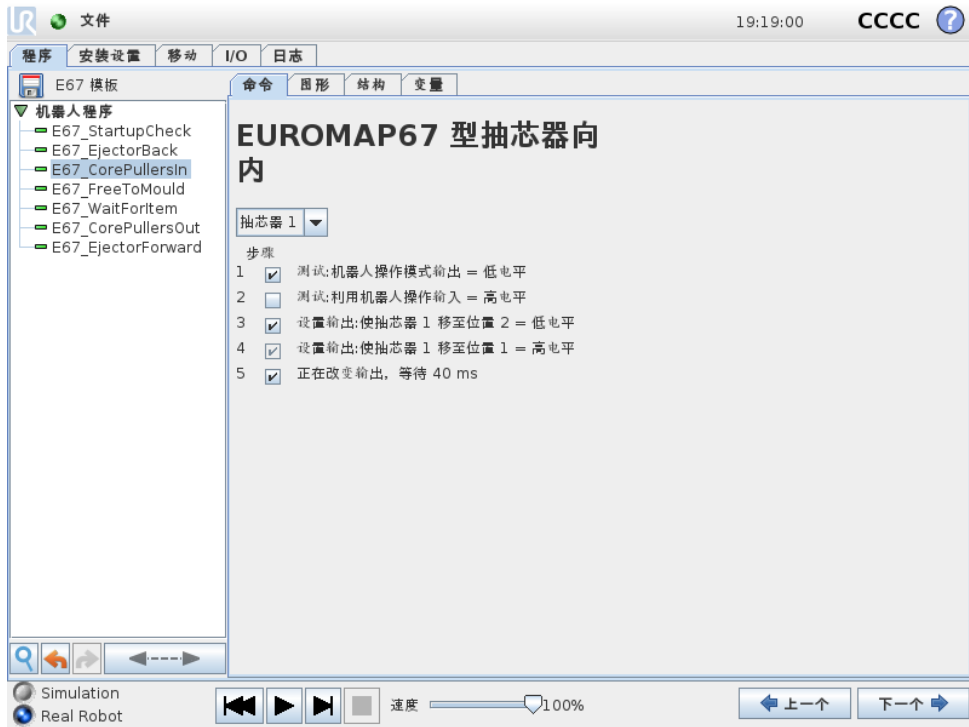 UR 文件 19:19:00 CCCC ?
程序 安装设置 移动 I/O 日志
E67 模板
命令 图形 结构 变量
机器人程序
E67_StartupCheck
E67_EjectorBack
E67_CorePullersIn
E67_FreeToMould
E67_WaitForItem
E67_CorePullersOut
E67_EjectorForward
EUROMAP67 型抽芯器向
内
抽芯器 1
步骤
1 测试:机器人操作模式输出 = 低电平
2 测试:利用机器人操作输入 = 高电平
3 设置输出:使抽芯器 1 移至位置 2 = 低电平
4 设置输出:使抽芯器 1 移至位置 1 = 高电平
5 正在改变输出，等待 40 ms
Simulation
Real Robot
速度 100%
上一个 下一个